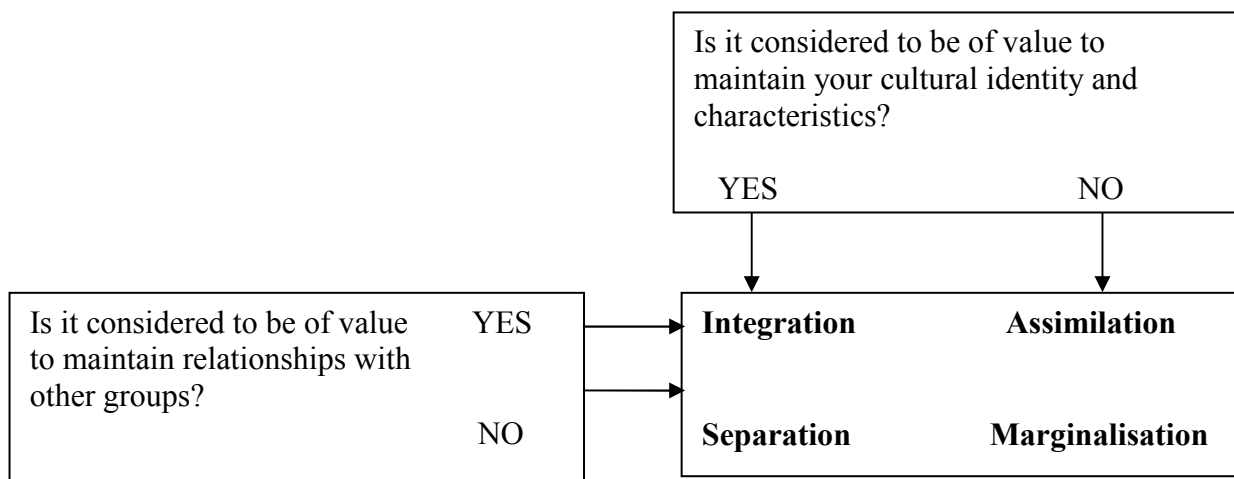 Is it considered to be of value to
maintain your cultural identity and
characteristics?
YES NO
Is it considered to be of value YES
to maintain relationships with
other groups?
NO
Integration Assimilation
Separation Marginalisation